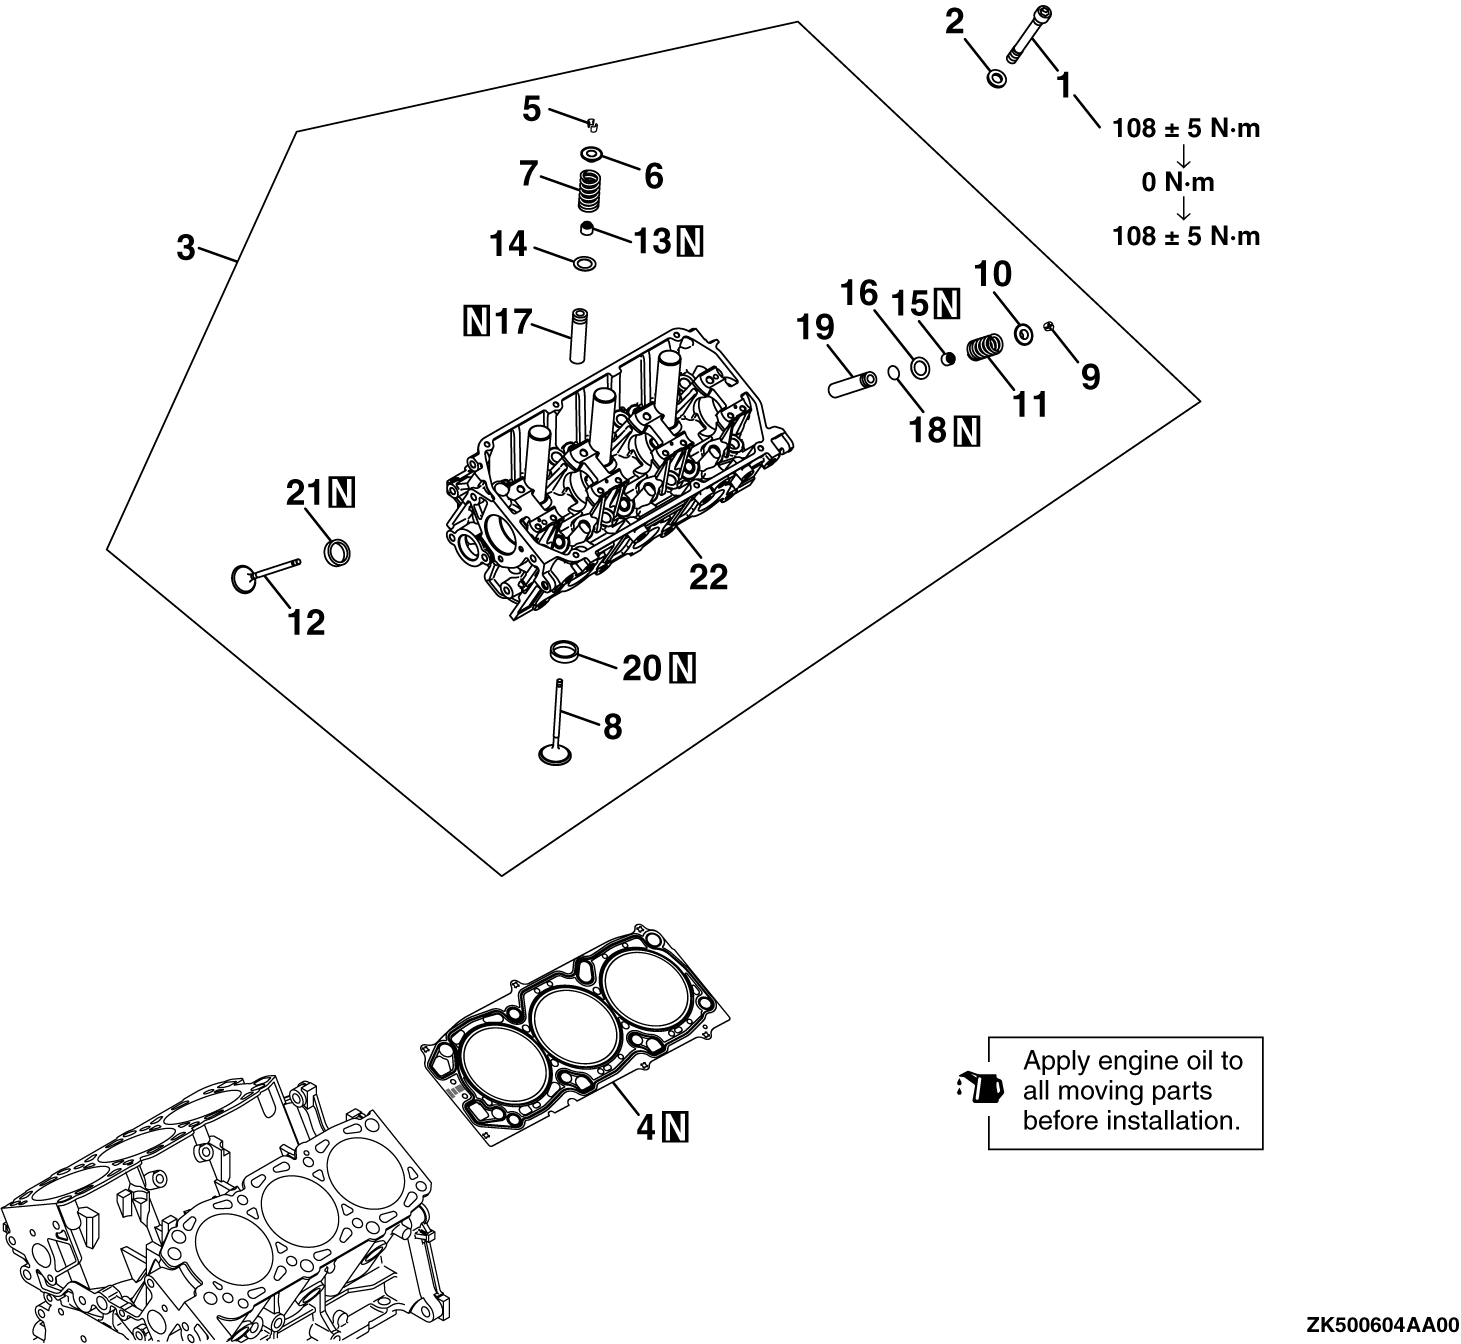 2
1
108 ± 5 N·m
0 N·m
108 ± 5 N·m
5
6
7
13 N
14
3
N 17
10
16
15 N
19
9
11
18 N
21 N
22
12
20 N
8
4 N
Apply engine oil to
all moving parts
before installation.
ZK500604AA00